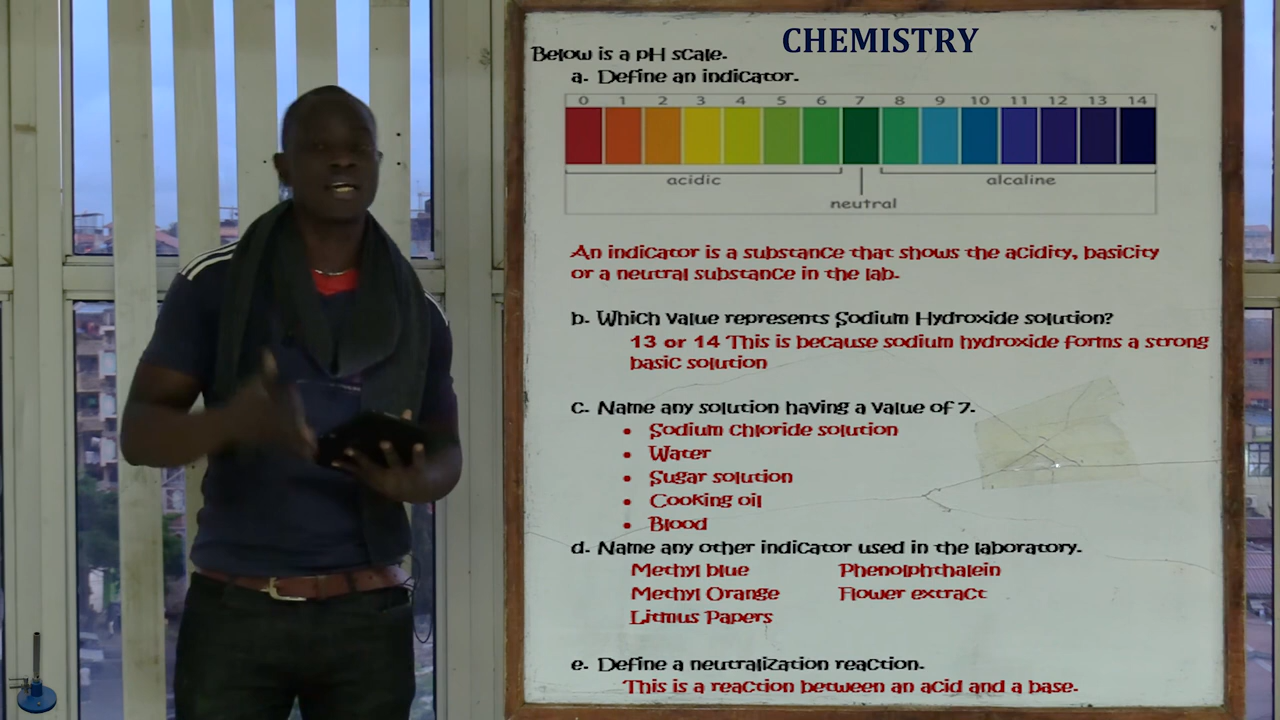 CHEMISTRY
Below is a pH scale.
a. Define an indicator.
0 1 2 3 4 5 6 7 8 9 10 11 12 13 14
acidic
alcaline
neutral
An indicator is a substance that shows the acidity, basicity
or a neutral substance in the lab.
b. Which value represents Sodium Hydroxide solution?
13 or 14 This is because sodium hydroxide forms a strong
basic solution
c. Name any solution having a value of 7.
• Sodium chloride solution
• Water
• Sugar solution
• Cooking oil
• Blood
d. Name any other indicator used in the laboratory.
Methyl blue Phenolphthalein
Methyl Orange Flower extract
Litmus Papers
e. Define a neutralization reaction.
This is a reaction between an acid and a base.